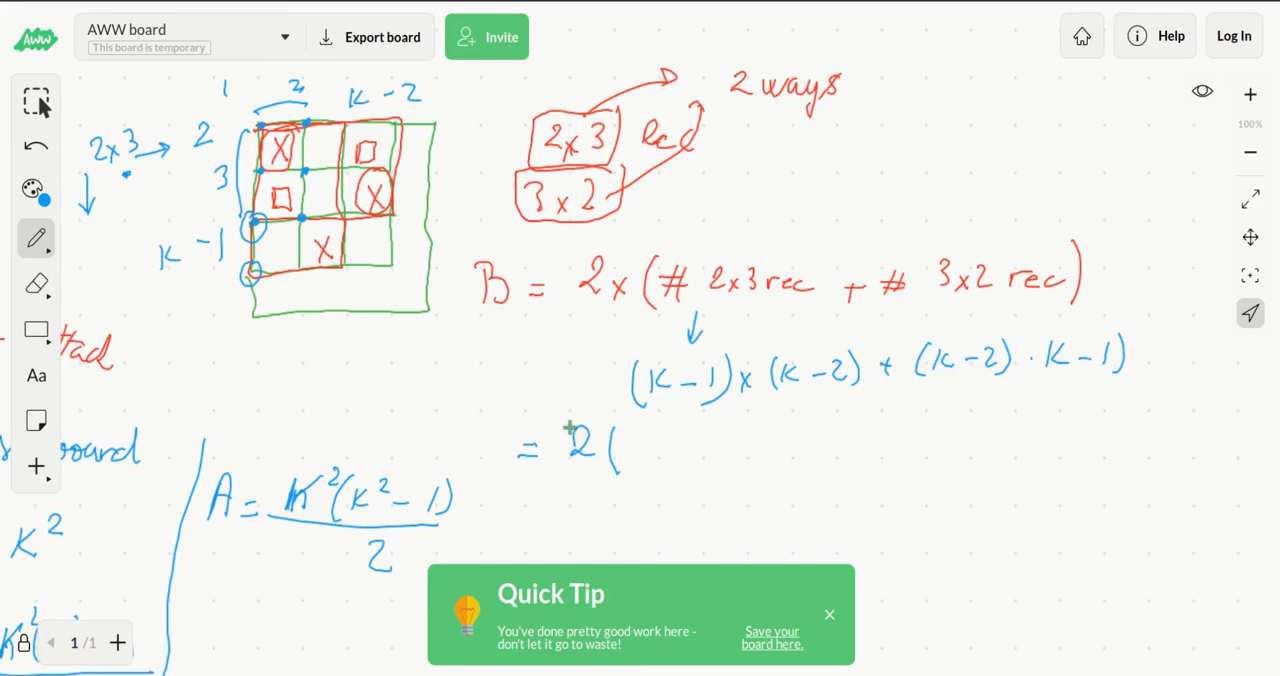 AWW
AWW board
This board is temporary
Export board
Invite
Help
Log In
100%
1 2 K-2
2x3 → 2
3
K-1
X
X
X
2x3 Rec
3x2
2 ways
B = 2x(# 2x3 rec + # 3x2 rec)
(K-1)x(K-2) + (K-2).K-1)
= 2(
board
A = K²(K²-1)
2
K²
Aa
1/1
Quick Tip
You've done pretty good work here -
don't let it go to waste!
Save your
board here.